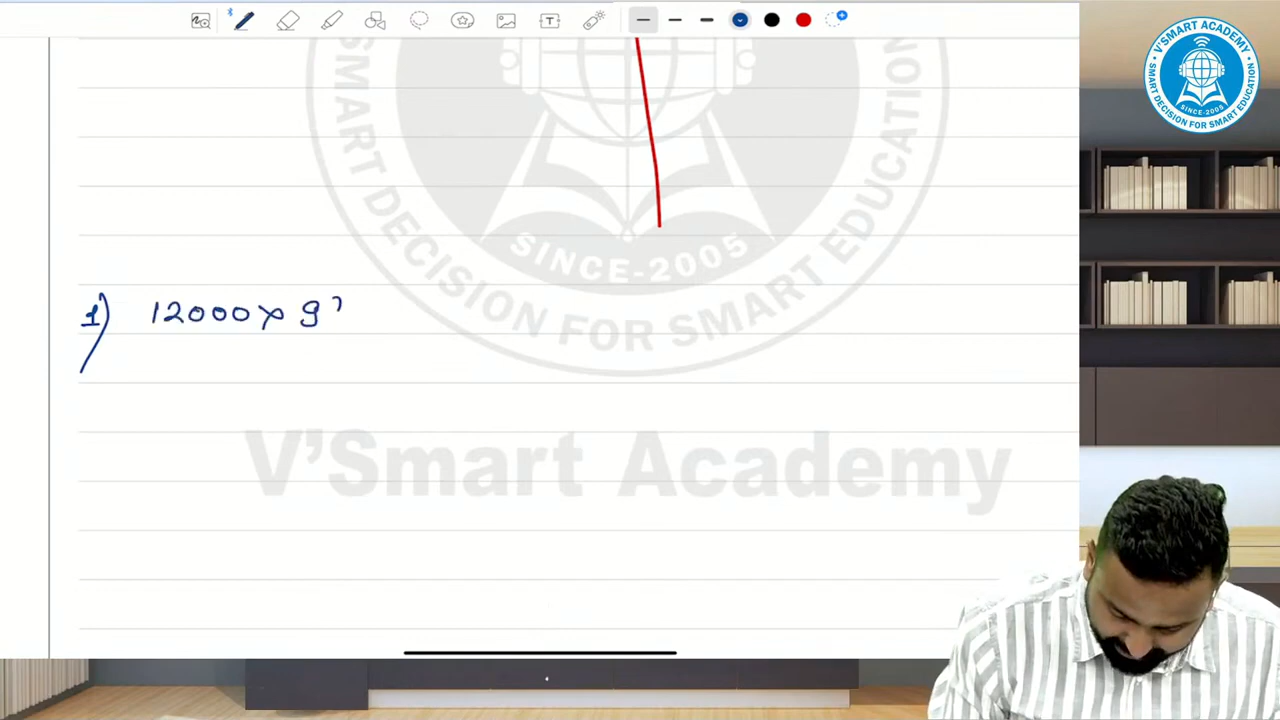 V'SMART ACADEMY
SINCE-2005
SMART DECISION FOR SMART EDUCATION
SMART DECISION FOR SMART EDUCATION
SINCE-2005
1) 12000 x 9
V'Smart Academy